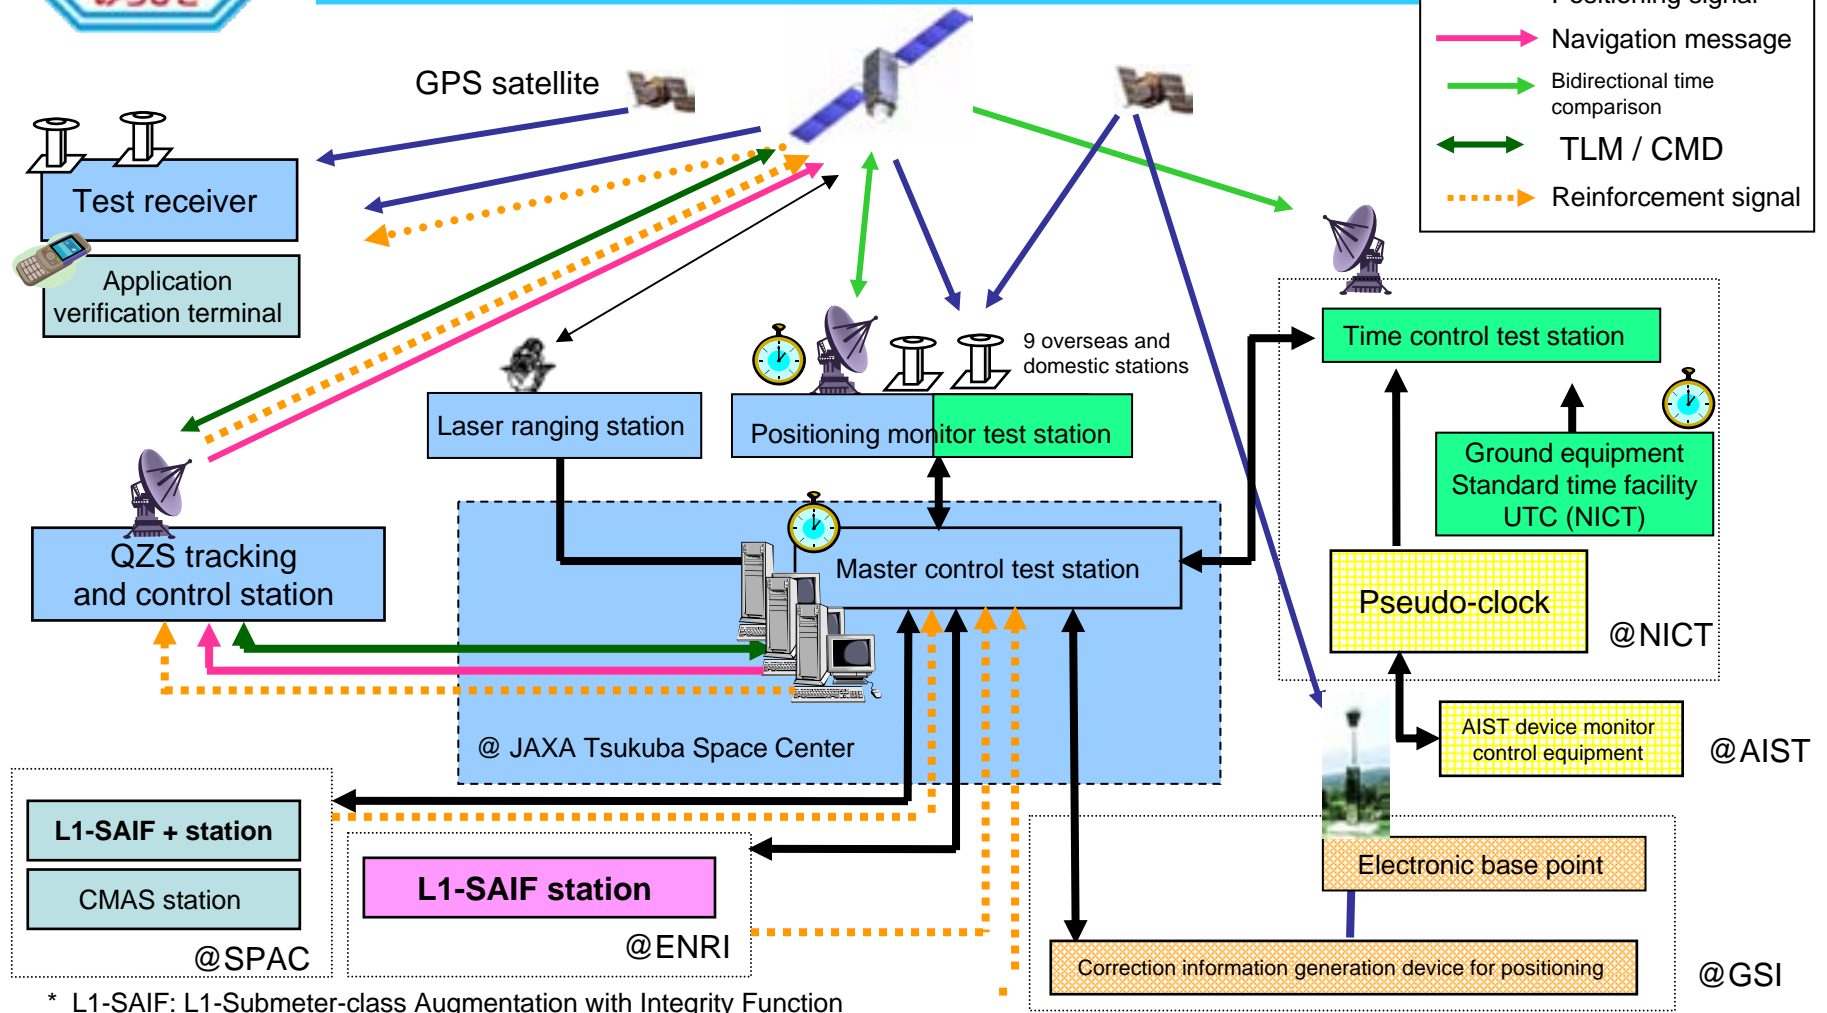 Positioning signal
Navigation message
Bidirectional time
comparison
TLM / CMD
Reinforcement signal
GPS satellite
Test receiver
Application
verification terminal
9 overseas and
domestic stations
Time control test station
Laser ranging station
Positioning monitor test station
Ground equipment
Standard time facility
UTC (NICT)
QZS tracking
and control station
Master control test station
Pseudo-clock
@NICT
@ JAXA Tsukuba Space Center
AIST device monitor
control equipment
@AIST
L1-SAIF + station
CMAS station
@SPAC
L1-SAIF station
@ENRI
Electronic base point
Correction information generation device for positioning
@GSI
* L1-SAIF: L1-Submeter-class Augmentation with Integrity Function